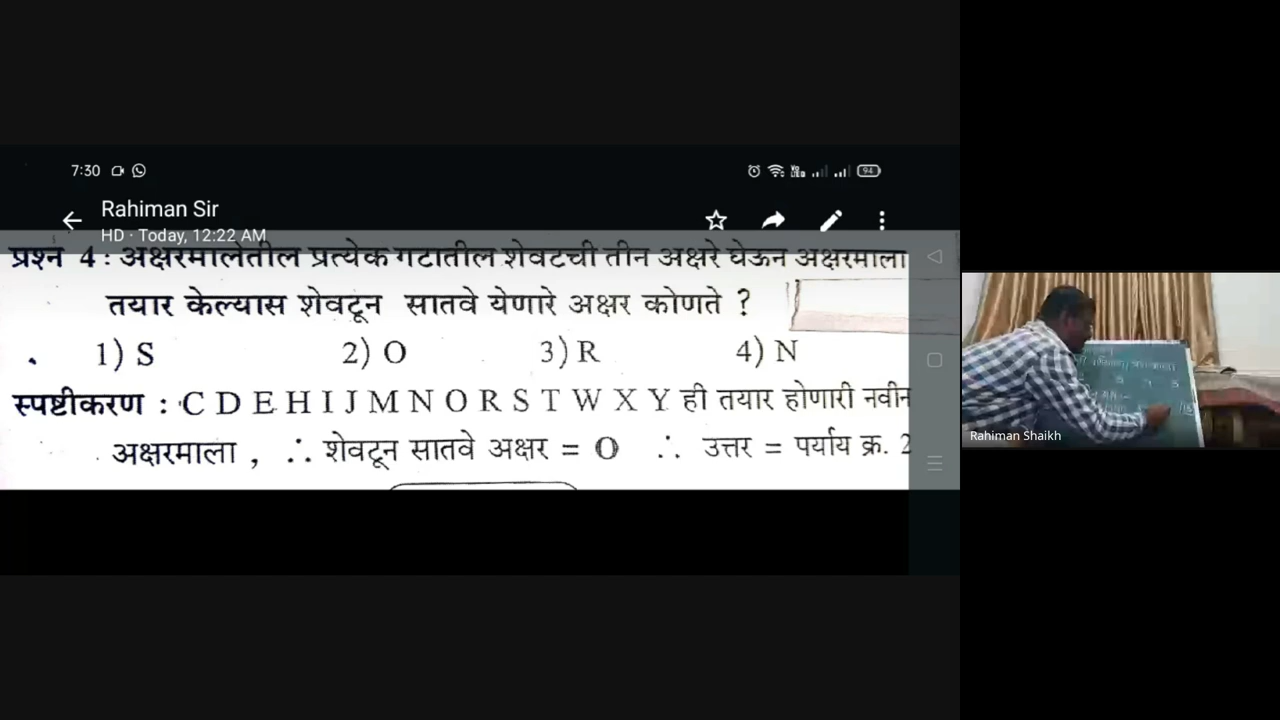 7:30
94
Rahiman Sir
HD · Today, 12:22 AM
प्रश्न 4 : अक्षरमालेतील प्रत्येक गटातील शेवटची तीन अक्षरे घेऊन अक्षरमाला
तयार केल्यास शेवटून सातवे येणारे अक्षर कोणते ?
1) S 2) O 3) R 4) N
स्पष्टीकरण : C D E H I J M N O R S T W X Y ही तयार होणारी नवीन
अक्षरमाला , ∴ शेवटून सातवे अक्षर = O ∴ उत्तर = पर्याय क्र. 2
Rahiman Shaikh